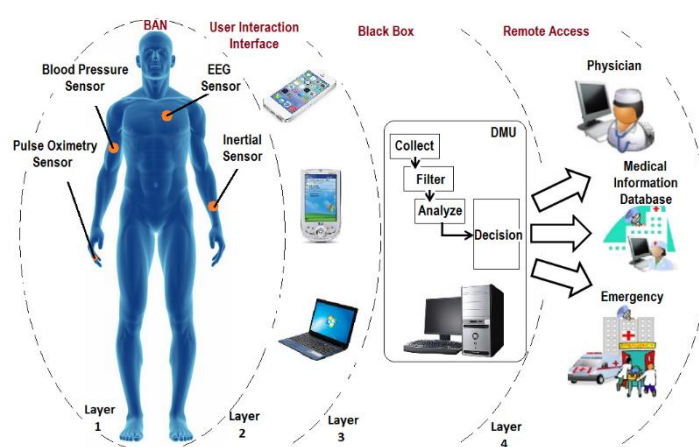 BAN
User Interaction
Interface
Black Box
Remote Access
Blood Pressure
Sensor
EEG
Sensor
Pulse Oximetry
Sensor
Inertial
Sensor
DMU
Collect
Filter
Analyze
Decision
Physician
Medical
Information
Database
Emergency
Layer
1
Layer
2
Layer
3
Layer
4